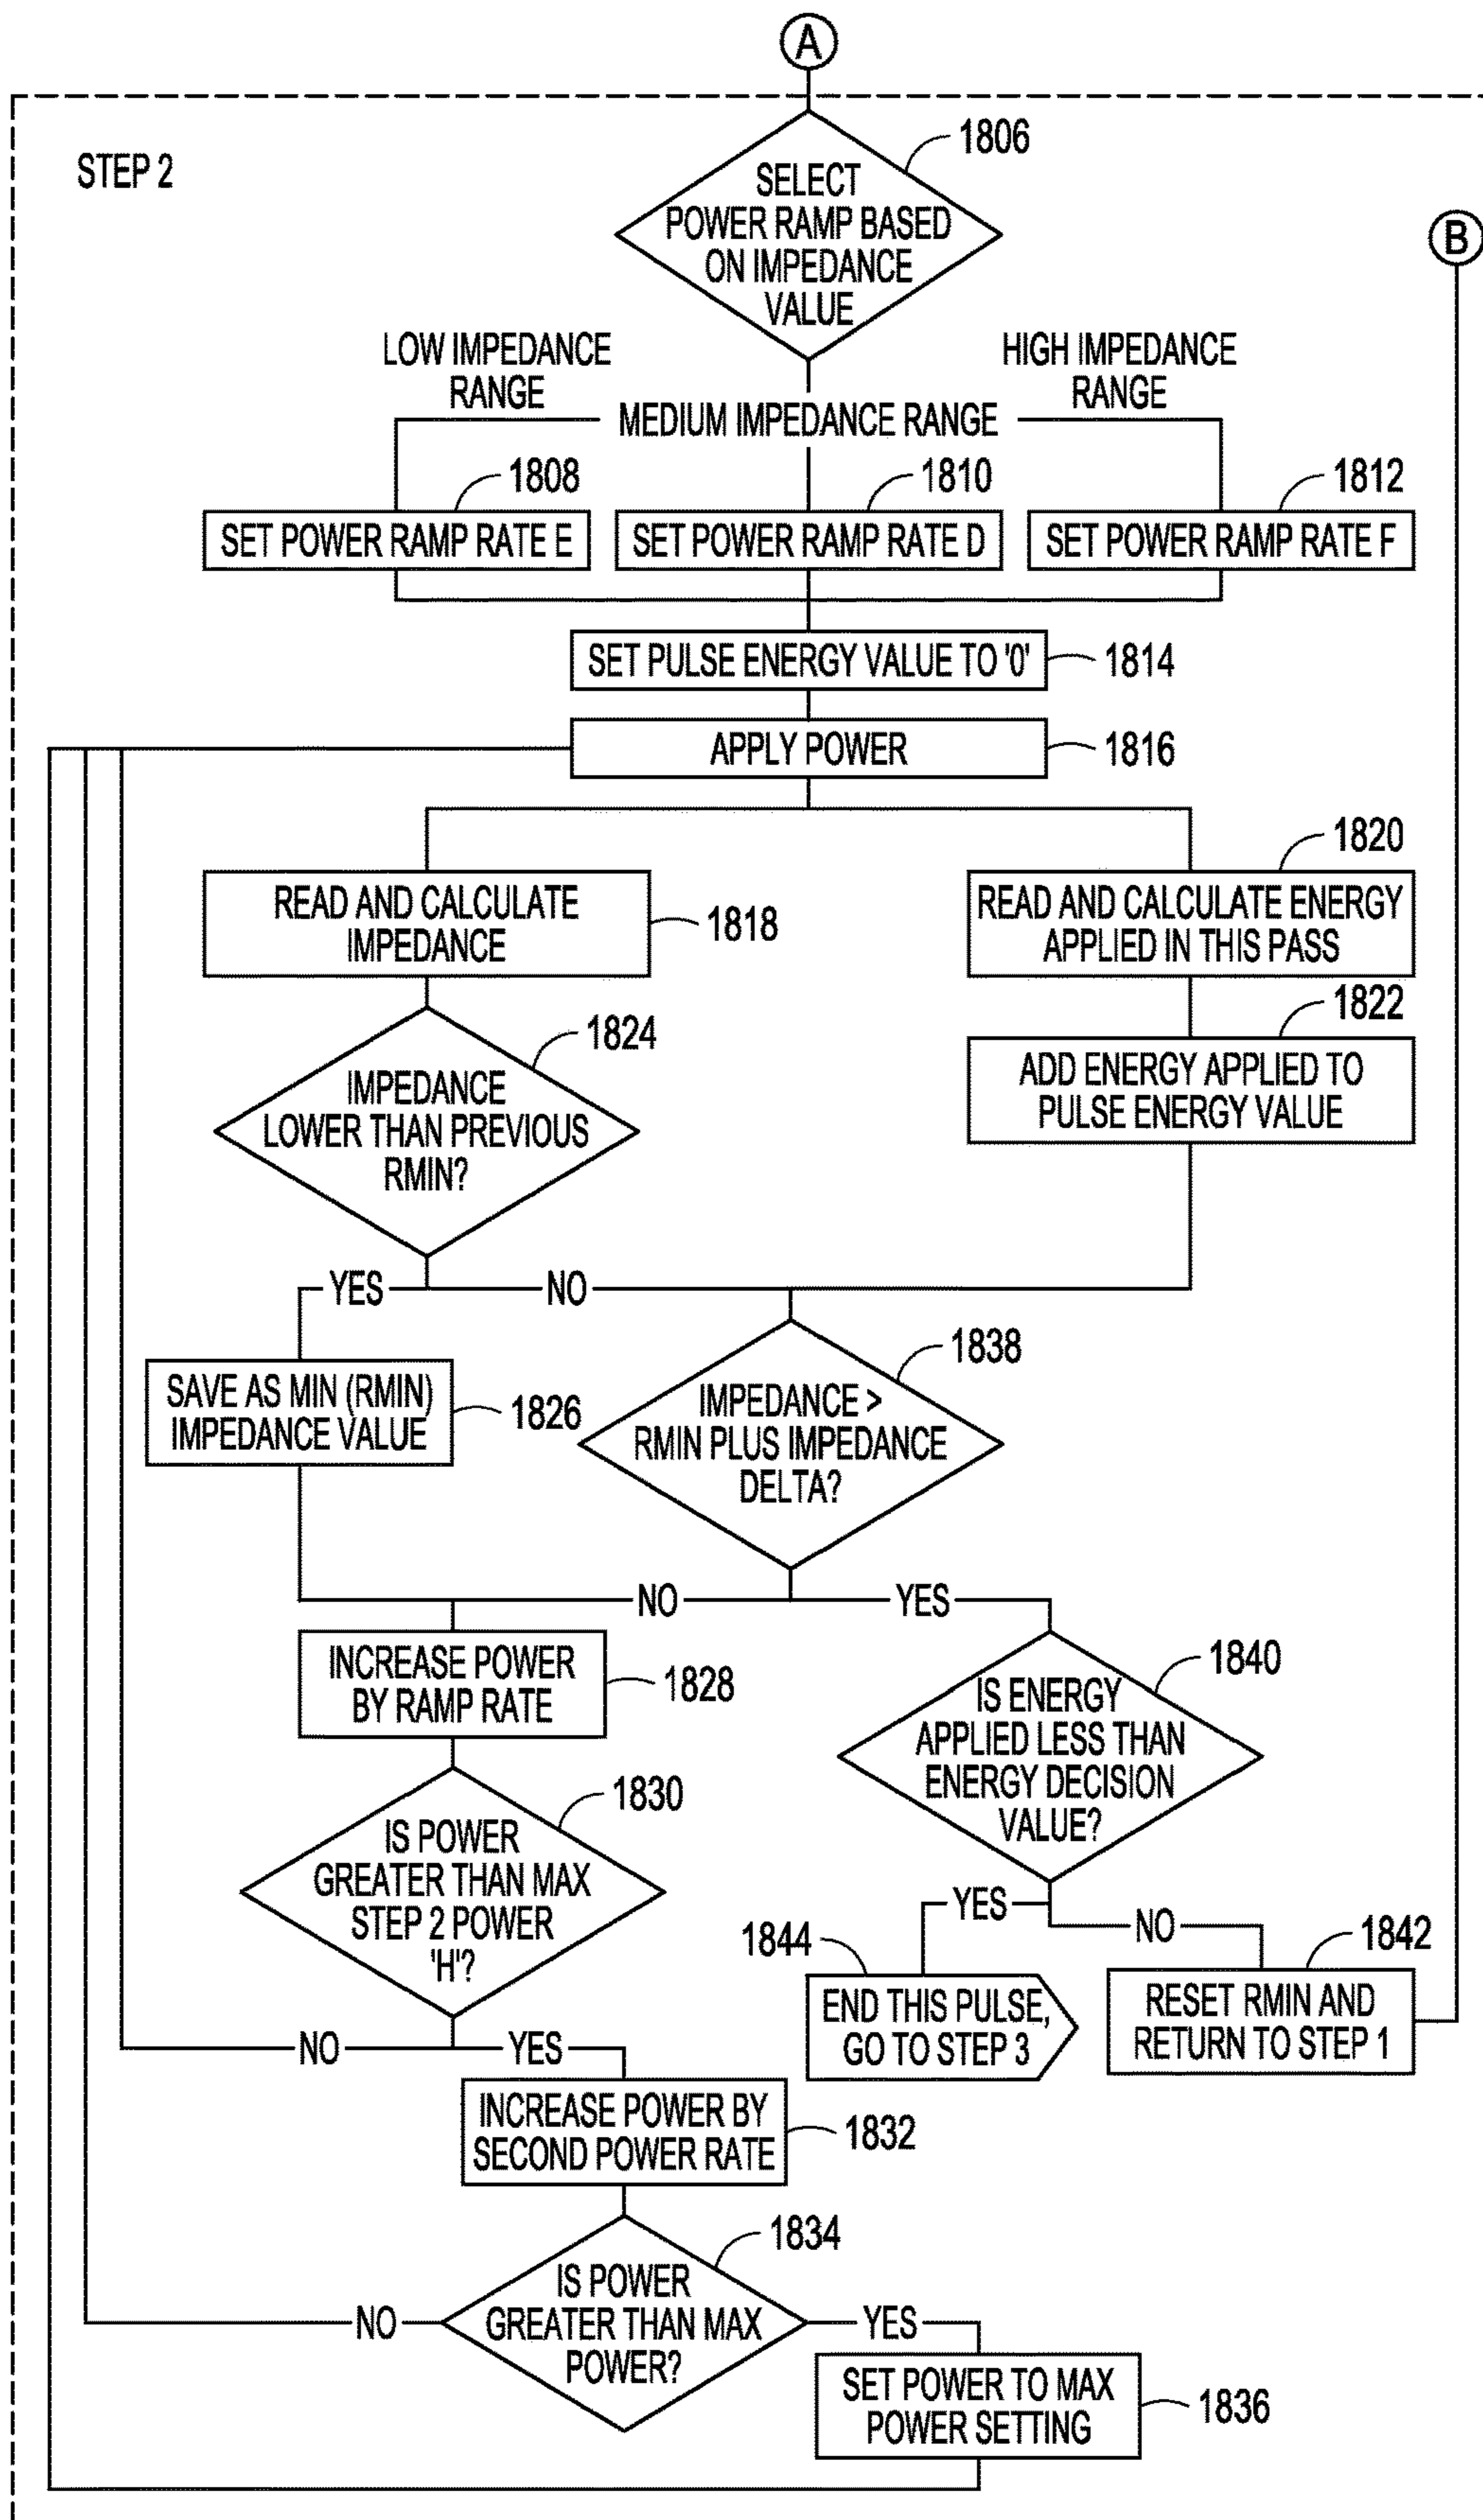 A
STEP 2
1806
SELECT
POWER RAMP BASED
ON IMPEDANCE
VALUE
B
LOW IMPEDANCE
RANGE
HIGH IMPEDANCE
RANGE
MEDIUM IMPEDANCE RANGE
1808
1810
1812
SET POWER RAMP RATE E
SET POWER RAMP RATE D
SET POWER RAMP RATE F
SET PULSE ENERGY VALUE TO '0'
1814
APPLY POWER
1816
READ AND CALCULATE
IMPEDANCE
1818
1820
READ AND CALCULATE ENERGY
APPLIED IN THIS PASS
1822
ADD ENERGY APPLIED TO
PULSE ENERGY VALUE
1824
IMPEDANCE
LOWER THAN PREVIOUS
RMIN?
YES
NO
SAVE AS MIN (RMIN)
IMPEDANCE VALUE
1826
1838
IMPEDANCE >
RMIN PLUS IMPEDANCE
DELTA?
NO
YES
INCREASE POWER
BY RAMP RATE
1828
1840
IS ENERGY
APPLIED LESS THAN
ENERGY DECISION
VALUE?
1830
IS POWER
GREATER THAN MAX
STEP 2 POWER
'H'?
YES
NO
1844
END THIS PULSE,
GO TO STEP 3
1842
RESET RMIN AND
RETURN TO STEP 1
NO
YES
INCREASE POWER BY
SECOND POWER RATE
1832
1834
IS POWER
GREATER THAN MAX
POWER?
NO
YES
SET POWER TO MAX
POWER SETTING
1836